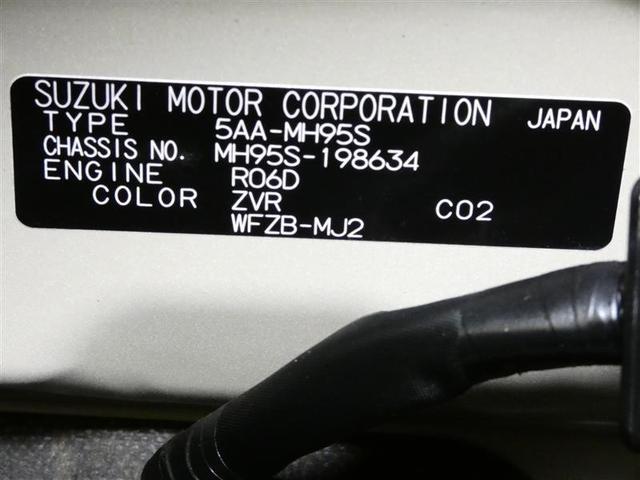 SUZUKI MOTOR CORPORATION JAPAN
TYPE 5AA-MH95S
CHASSIS NO. MH95S-198634
ENGINE R06D
COLOR ZVR C02
WFZB-MJ2